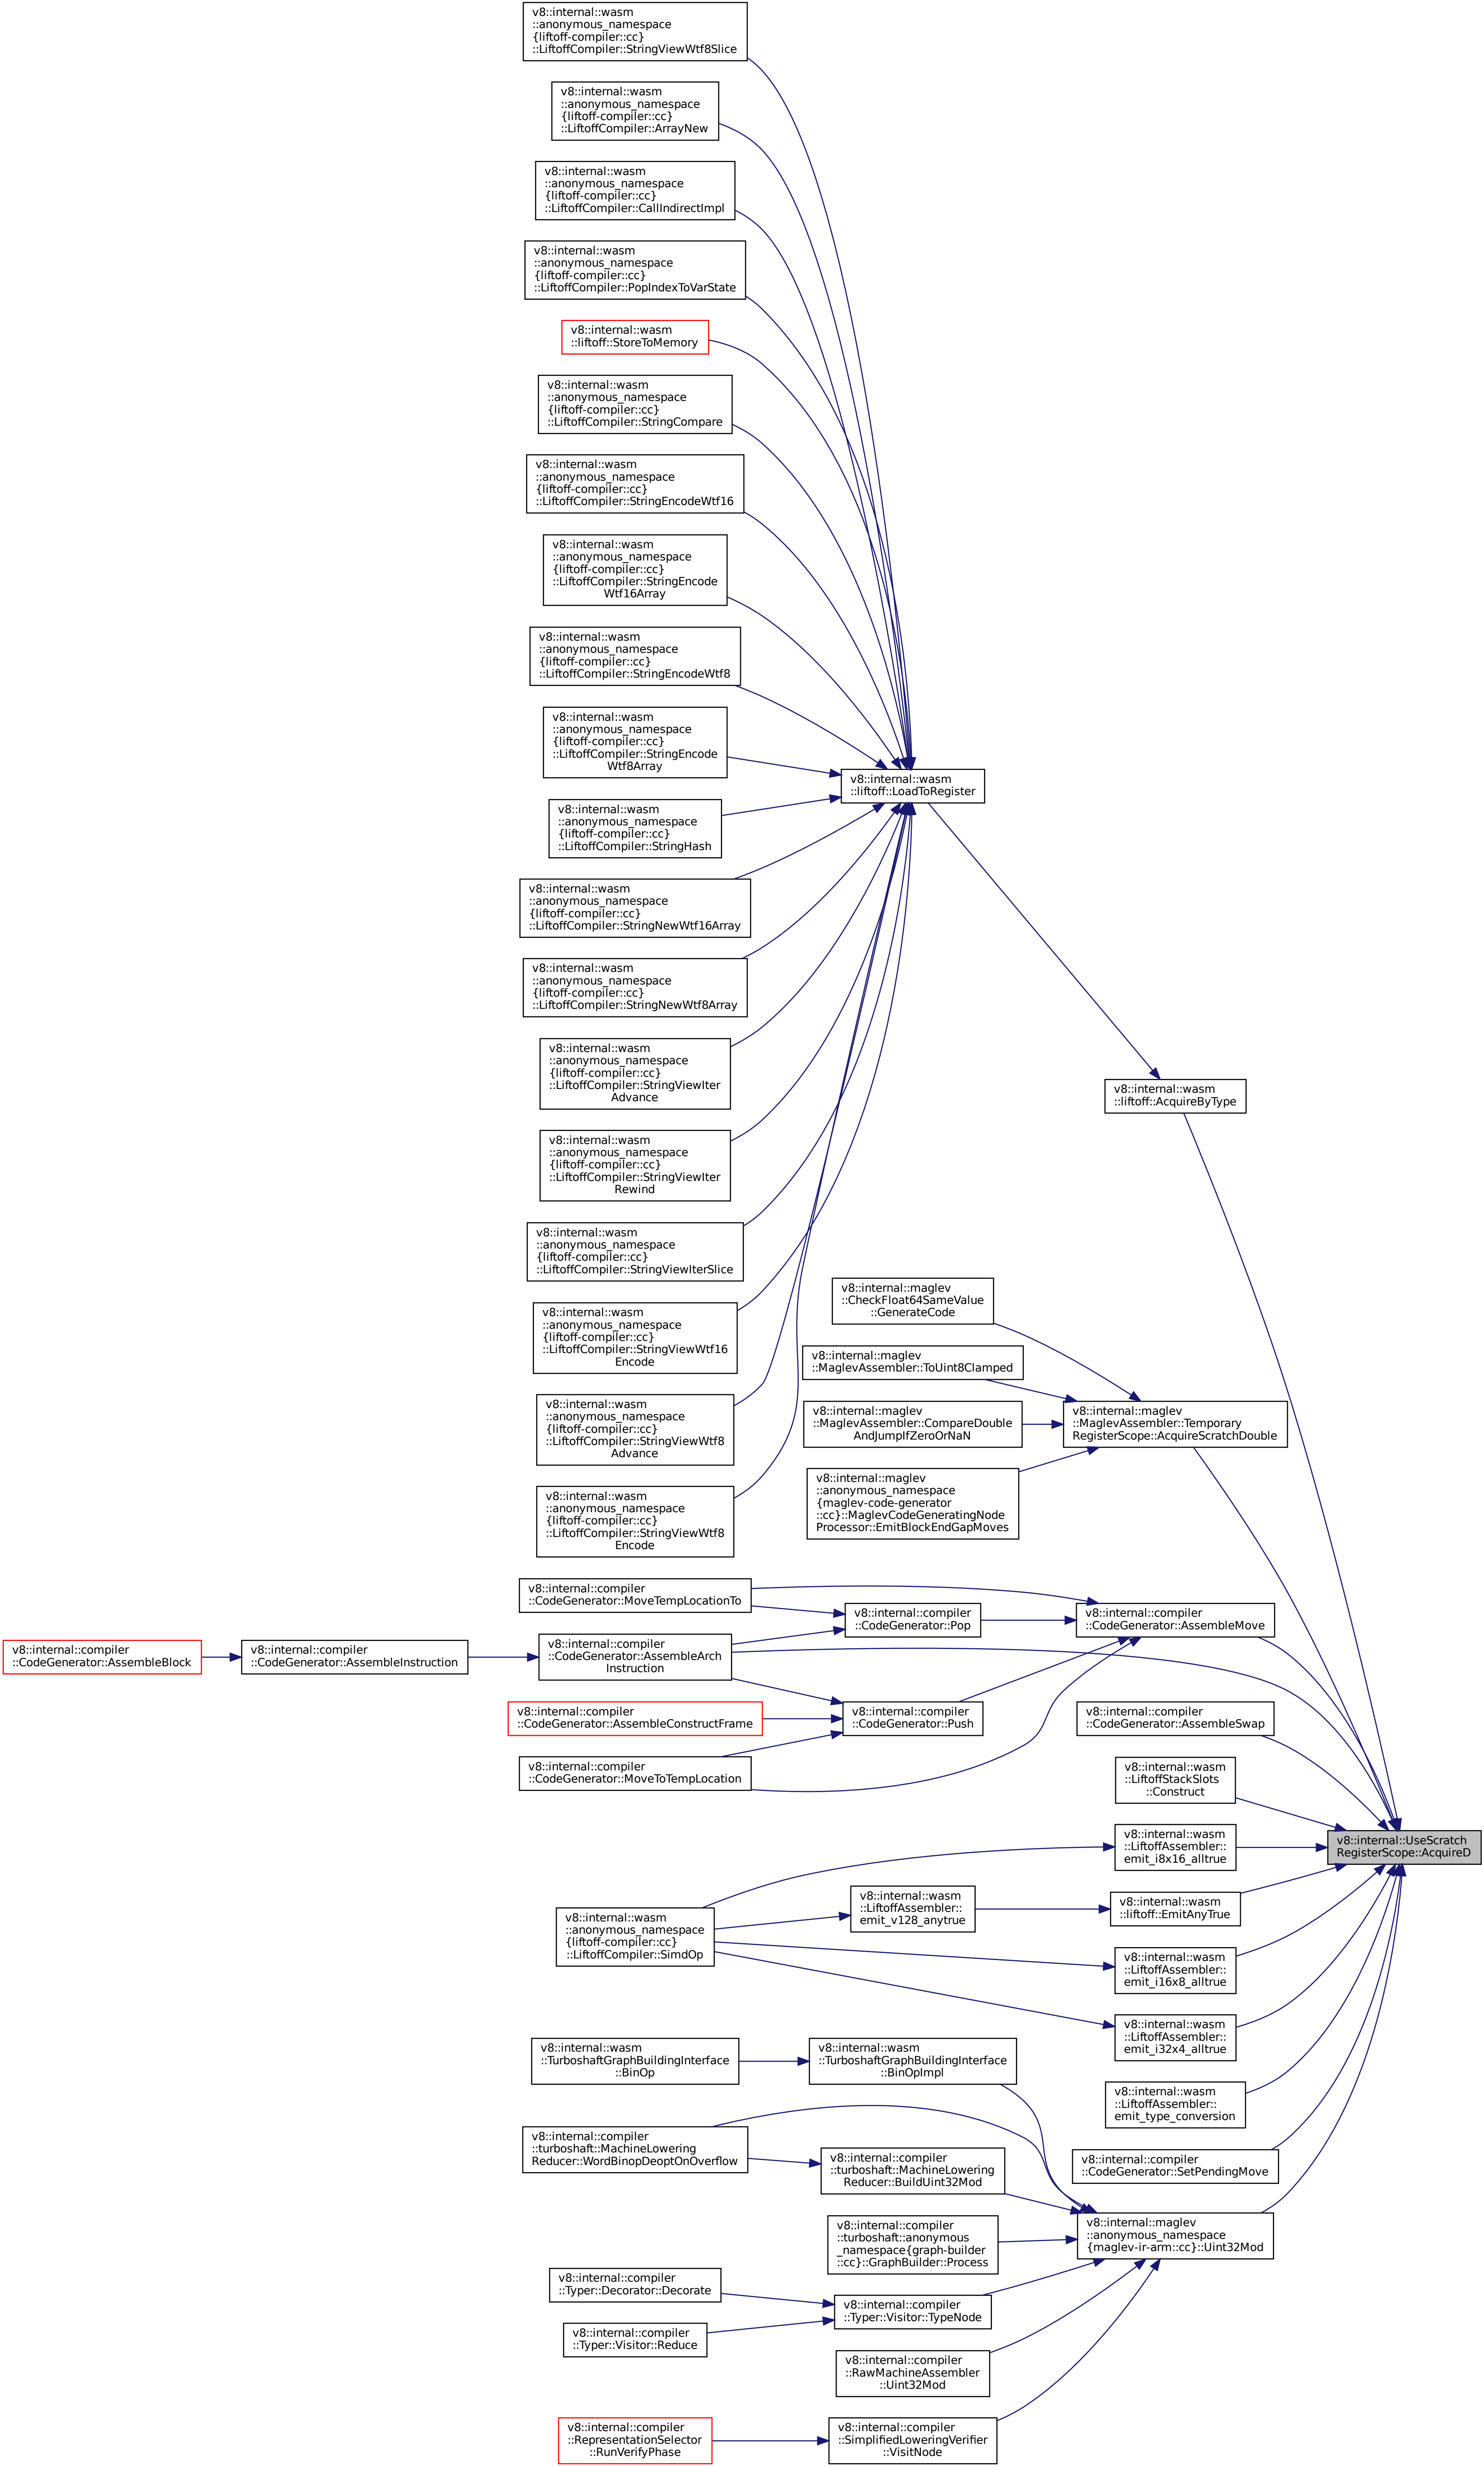 v8::internal::wasm
::anonymous_namespace
{liftoff-compiler::cc}
::LiftoffCompiler::StringViewWtf8Slice
v8::internal::wasm
::anonymous_namespace
{liftoff-compiler::cc}
::LiftoffCompiler::ArrayNew
v8::internal::wasm
::anonymous_namespace
{liftoff-compiler::cc}
::LiftoffCompiler::CallIndirectImpl
v8::internal::wasm
::anonymous_namespace
{liftoff-compiler::cc}
::LiftoffCompiler::PopIndexToVarState
v8::internal::wasm
::liftoff::StoreToMemory
v8::internal::wasm
::anonymous_namespace
{liftoff-compiler::cc}
::LiftoffCompiler::StringCompare
v8::internal::wasm
::anonymous_namespace
{liftoff-compiler::cc}
::LiftoffCompiler::StringEncodeWtf16
v8::internal::wasm
::anonymous_namespace
{liftoff-compiler::cc}
::LiftoffCompiler::StringEncode
Wtf16Array
v8::internal::wasm
::anonymous_namespace
{liftoff-compiler::cc}
::LiftoffCompiler::StringEncodeWtf8
v8::internal::wasm
::anonymous_namespace
{liftoff-compiler::cc}
::LiftoffCompiler::StringEncode
Wtf8Array
v8::internal::wasm
::liftoff::LoadToRegister
v8::internal::wasm
::anonymous_namespace
{liftoff-compiler::cc}
::LiftoffCompiler::StringHash
v8::internal::wasm
::anonymous_namespace
{liftoff-compiler::cc}
::LiftoffCompiler::StringNewWtf16Array
v8::internal::wasm
::anonymous_namespace
{liftoff-compiler::cc}
::LiftoffCompiler::StringNewWtf8Array
v8::internal::wasm
::anonymous_namespace
{liftoff-compiler::cc}
::LiftoffCompiler::StringViewIter
Advance
v8::internal::wasm
::liftoff::AcquireByType
v8::internal::wasm
::anonymous_namespace
{liftoff-compiler::cc}
::LiftoffCompiler::StringViewIter
Rewind
v8::internal::wasm
::anonymous_namespace
{liftoff-compiler::cc}
::LiftoffCompiler::StringViewIterSlice
v8::internal::wasm
::anonymous_namespace
{liftoff-compiler::cc}
::LiftoffCompiler::StringViewWtf16
Encode
v8::internal::wasm
::anonymous_namespace
{liftoff-compiler::cc}
::LiftoffCompiler::StringViewWtf8
Advance
v8::internal::wasm
::anonymous_namespace
{liftoff-compiler::cc}
::LiftoffCompiler::StringViewWtf8
Encode
v8::internal::maglev
::CheckFloat64SameValue
::GenerateCode
v8::internal::maglev
::MaglevAssembler::ToUint8Clamped
v8::internal::maglev
::MaglevAssembler::CompareDouble
AndJumpIfZeroOrNaN
v8::internal::maglev
::anonymous_namespace
{maglev-code-generator
::cc}::MaglevCodeGeneratingNode
Processor::EmitBlockEndGapMoves
v8::internal::maglev
::MaglevAssembler::Temporary
RegisterScope::AcquireScratchDouble
v8::internal::compiler
::CodeGenerator::MoveTempLocationTo
v8::internal::compiler
::CodeGenerator::Pop
v8::internal::compiler
::CodeGenerator::AssembleMove
v8::internal::compiler
::CodeGenerator::AssembleBlock
v8::internal::compiler
::CodeGenerator::AssembleInstruction
v8::internal::compiler
::CodeGenerator::AssembleArch
Instruction
v8::internal::compiler
::CodeGenerator::AssembleConstructFrame
v8::internal::compiler
::CodeGenerator::Push
v8::internal::compiler
::CodeGenerator::AssembleSwap
v8::internal::compiler
::CodeGenerator::MoveToTempLocation
v8::internal::wasm
::LiftoffStackSlots
::Construct
v8::internal::UseScratch
RegisterScope::AcquireD
v8::internal::wasm
::LiftoffAssembler::
emit_i8x16_alltrue
v8::internal::wasm
::anonymous_namespace
{liftoff-compiler::cc}
::LiftoffCompiler::SimdOp
v8::internal::wasm
::LiftoffAssembler::
emit_v128_anytrue
v8::internal::wasm
::liftoff::EmitAnyTrue
v8::internal::wasm
::LiftoffAssembler::
emit_i16x8_alltrue
v8::internal::wasm
::LiftoffAssembler::
emit_i32x4_alltrue
v8::internal::wasm
::TurboshaftGraphBuildingInterface
::BinOp
v8::internal::wasm
::TurboshaftGraphBuildingInterface
::BinOpImpl
v8::internal::wasm
::LiftoffAssembler::
emit_type_conversion
v8::internal::compiler
::turboshaft::MachineLowering
Reducer::WordBinopDeoptOnOverflow
v8::internal::compiler
::turboshaft::MachineLowering
Reducer::BuildUint32Mod
v8::internal::compiler
::CodeGenerator::SetPendingMove
v8::internal::maglev
::anonymous_namespace
{maglev-ir-arm::cc}::Uint32Mod
v8::internal::compiler
::turboshaft::anonymous
_namespace{graph-builder
::cc}::GraphBuilder::Process
v8::internal::compiler
::Typer::Decorator::Decorate
v8::internal::compiler
::Typer::Visitor::TypeNode
v8::internal::compiler
::Typer::Visitor::Reduce
v8::internal::compiler
::RawMachineAssembler
::Uint32Mod
v8::internal::compiler
::RepresentationSelector
::RunVerifyPhase
v8::internal::compiler
::SimplifiedLoweringVerifier
::VisitNode